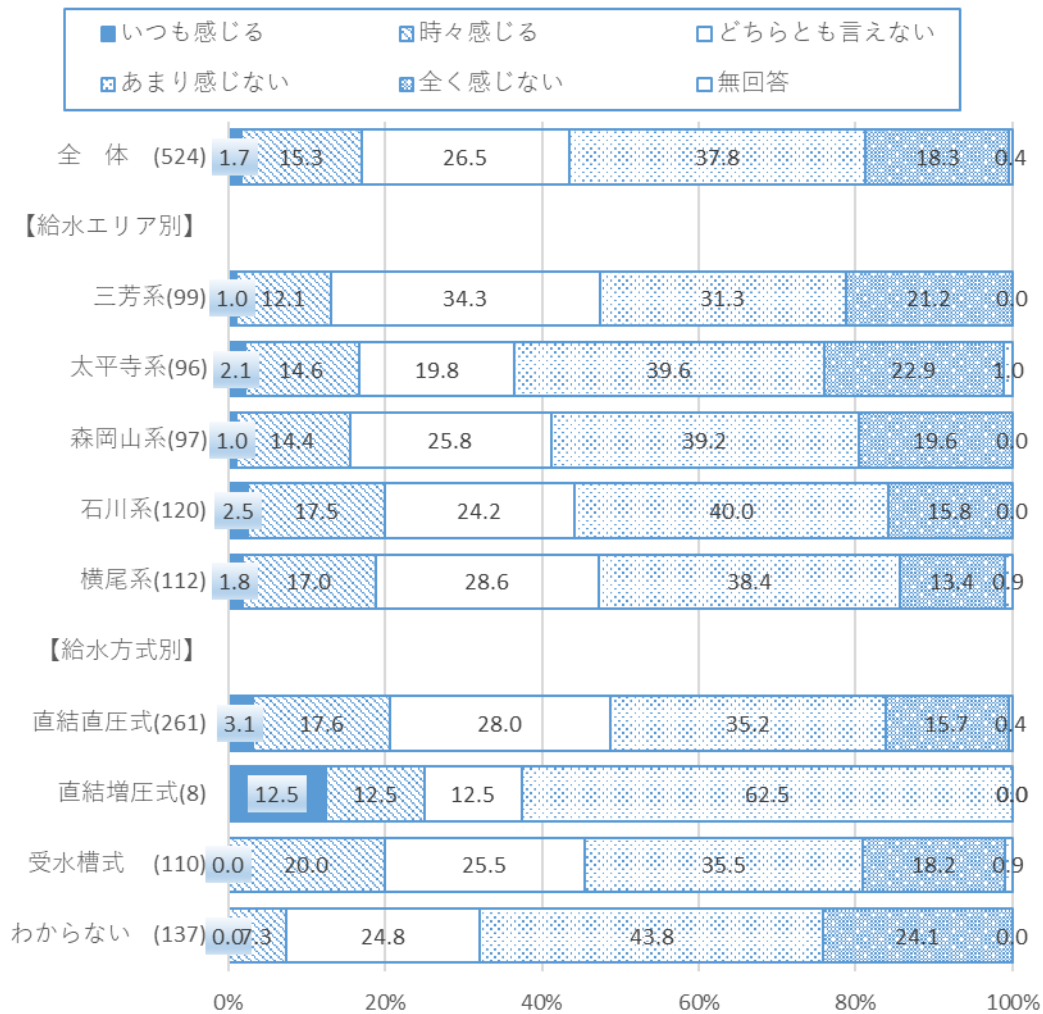 いつも感じる 時々感じる どちらとも言えない
あまり感じない 全く感じない 無回答
全　体　(524) 1.7 15.3 26.5 37.8 18.3 0.4
【給水エリア別】
三芳系(99) 1.0 12.1 34.3 31.3 21.2 0.0
太平寺系(96) 2.1 14.6 19.8 39.6 22.9 1.0
森岡山系(97) 1.0 14.4 25.8 39.2 19.6 0.0
石川系(120) 2.5 17.5 24.2 40.0 15.8 0.0
横尾系(112) 1.8 17.0 28.6 38.4 13.4 0.9
【給水方式別】
直結直圧式(261) 3.1 17.6 28.0 35.2 15.7 0.4
直結増圧式(8) 12.5 12.5 12.5 62.5 0.0
受水槽式　(110) 0.0 20.0 25.5 35.5 18.2 0.9
わからない　(137) 0.0 7.3 24.8 43.8 24.1 0.0
0% 20% 40% 60% 80% 100%